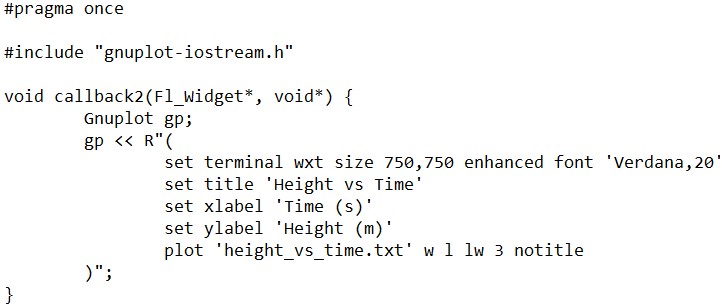 #pragma once

#include "gnuplot-iostream.h"

void callback2(Fl_Widget*, void*) {
        Gnuplot gp;
        gp << R"(
                set terminal wxt size 750,750 enhanced font 'Verdana,20'
                set title 'Height vs Time'
                set xlabel 'Time (s)'
                set ylabel 'Height (m)'
                plot 'height_vs_time.txt' w l lw 3 notitle
        )";
}